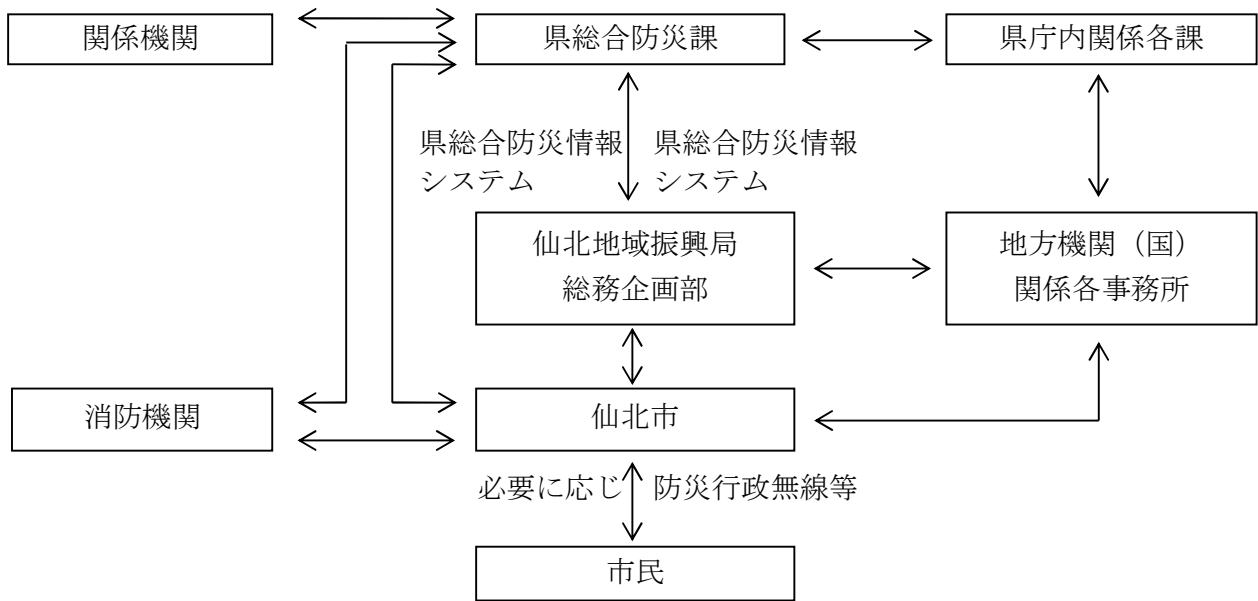 関係機関
県総合防災課
県庁内関係各課
県総合防災情報
システム
県総合防災情報
システム
仙北地域振興局
総務企画部
地方機関（国）
関係各事務所
消防機関
仙北市
必要に応じ
防災行政無線等
市民